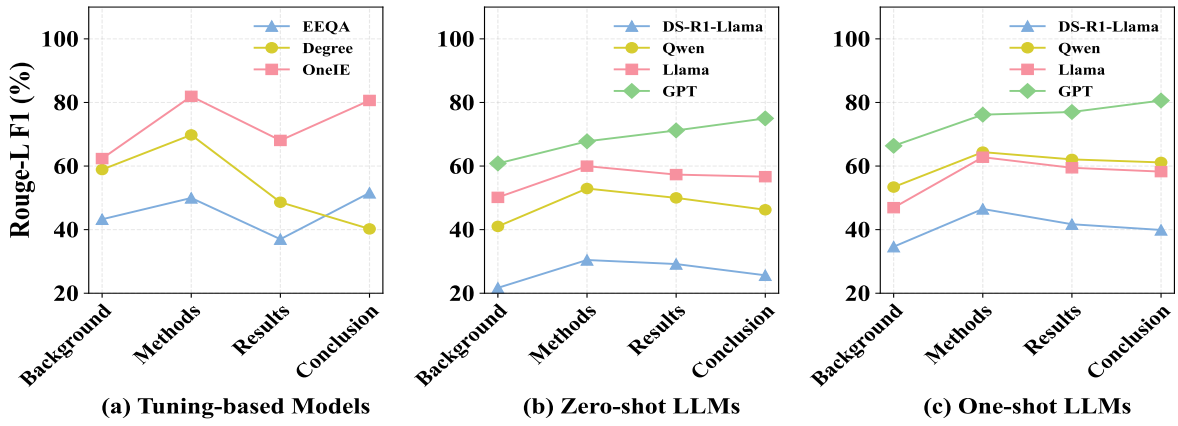 Rouge-L F1 (%)
100
80
60
40
20
EEQA
Degree
OneIE
Background
Methods
Results
Conclusion
(a) Tuning-based Models
100
80
60
40
20
DS-R1-Llama
Qwen
Llama
GPT
Background
Methods
Results
Conclusion
(b) Zero-shot LLMs
100
80
60
40
20
DS-R1-Llama
Qwen
Llama
GPT
Background
Methods
Results
Conclusion
(c) One-shot LLMs